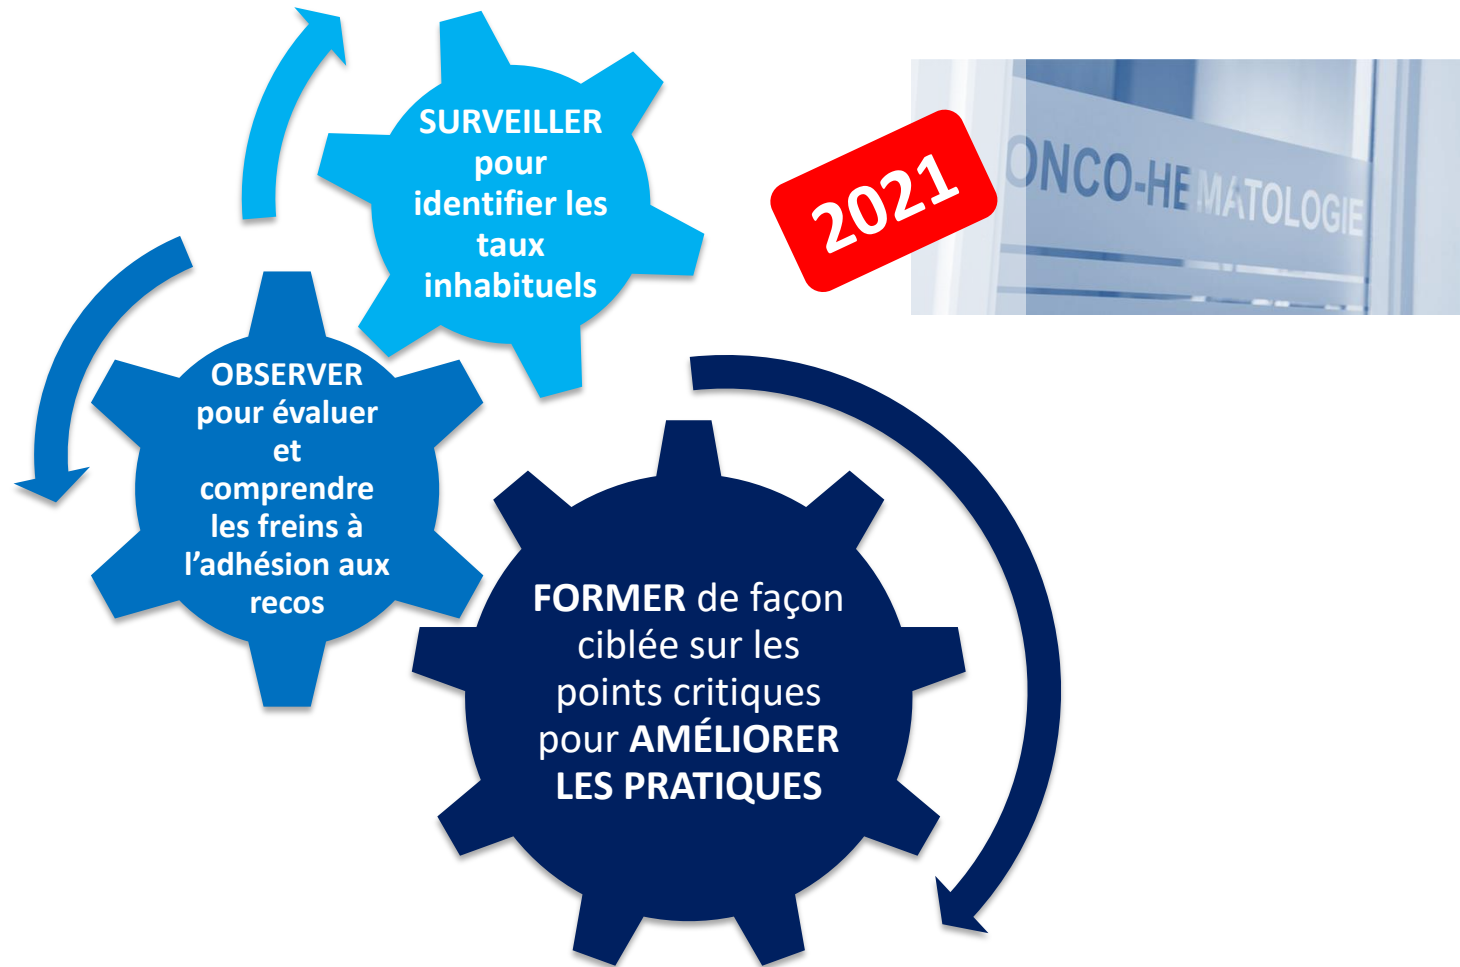 SURVEILLER
pour
identifier les
taux
inhabituels
2021
ONCO-HEMATOLOGIE
OBSERVER
pour évaluer
et
comprendre
les freins à
l’adhésion aux
recos
FORMER de façon
ciblée sur les
points critiques
pour AMÉLIORER
LES PRATIQUES